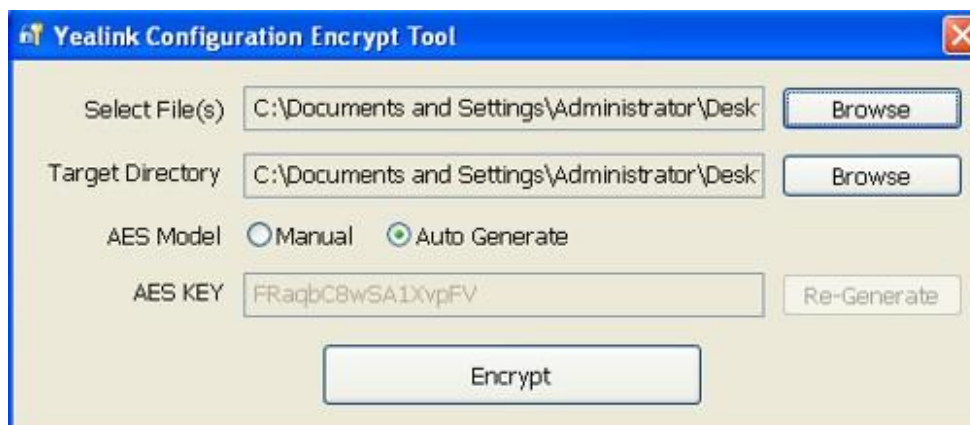 Yealink Configuration Encrypt Tool
Select File(s) C:\Documents and Settings\Administrator\Desk Browse
Target Directory C:\Documents and Settings\Administrator\Desk Browse
AES Model Manual Auto Generate
AES KEY FRaqbC8wSA1XvpFV Re-Generate
Encrypt